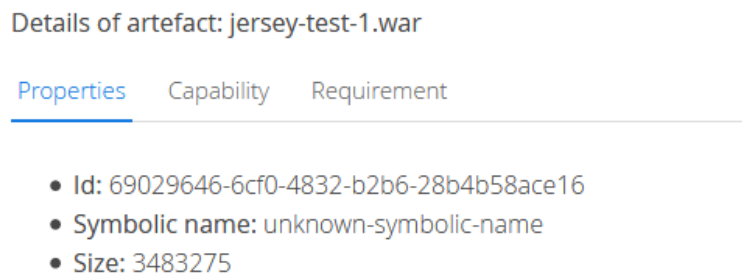 Details of artefact: jersey-test-1.war
Properties Capability Requirement
• Id: 69029646-6cf0-4832-b2b6-28b4b58ace16
• Symbolic name: unknown-symbolic-name
• Size: 3483275